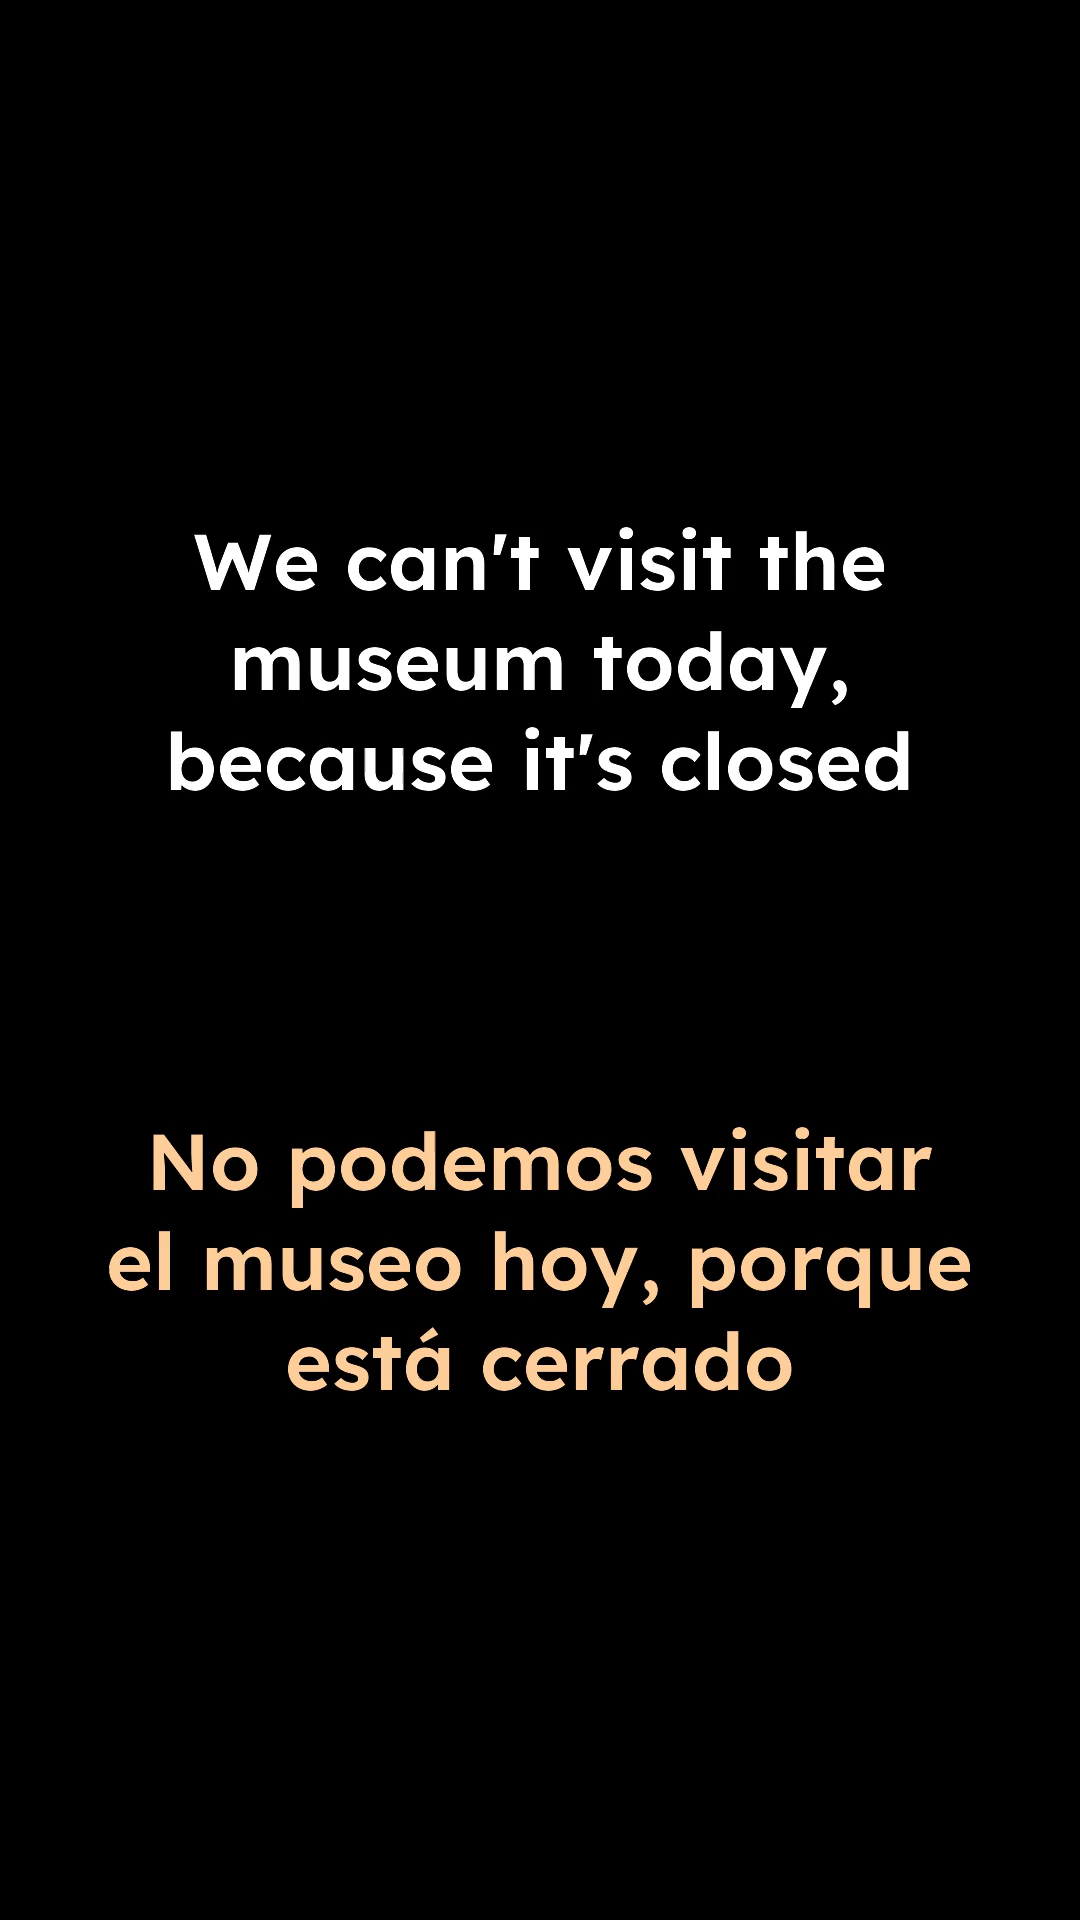 We can't visit the
museum today,
because it's closed
No podemos visitar
el museo hoy, porque
está cerrado